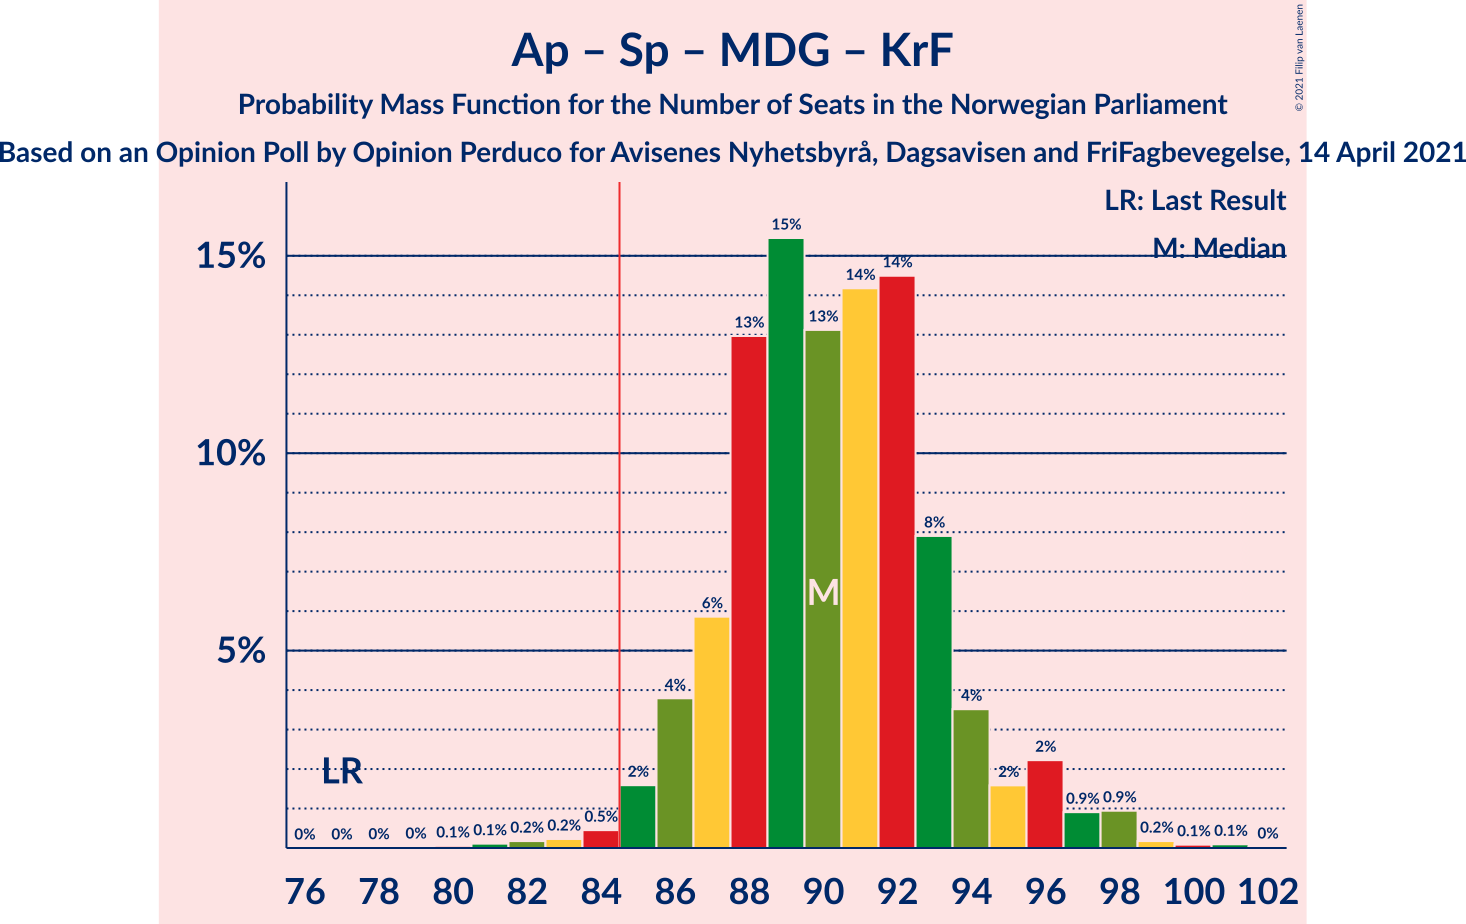 Ap – Sp – MDG – KrF
Probability Mass Function for the Number of Seats in the Norwegian Parliament
Based on an Opinion Poll by Opinion Perduco for Avisenes Nyhetsbyrå, Dagsavisen and FriFagbevegelse, 14 April 2021
© 2021 Filip van Laenen
LR: Last Result
M: Median
15%
10%
5%
LR
M
0% 0% 0% 0% 0.1% 0.1% 0.2% 0.2% 0.5% 2% 4% 6% 13% 15% 13% 14% 14% 8% 4% 2% 2% 0.9% 0.9% 0.2% 0.1% 0.1% 0%
76 78 80 82 84 86 88 90 92 94 96 98 100 102